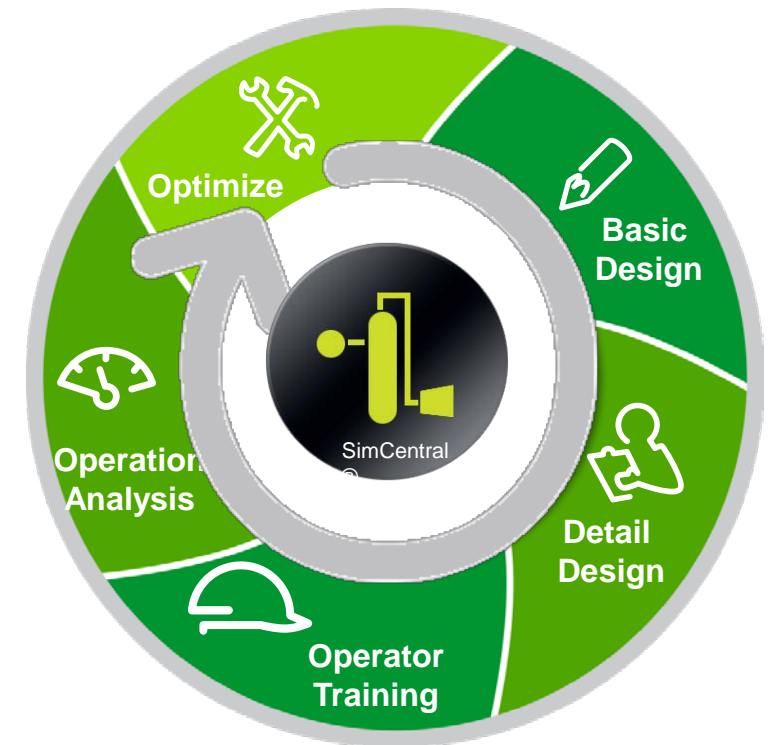 Optimize
Basic
Design
Detail
Design
Operator
Training
Operation
Analysis
SimCentral